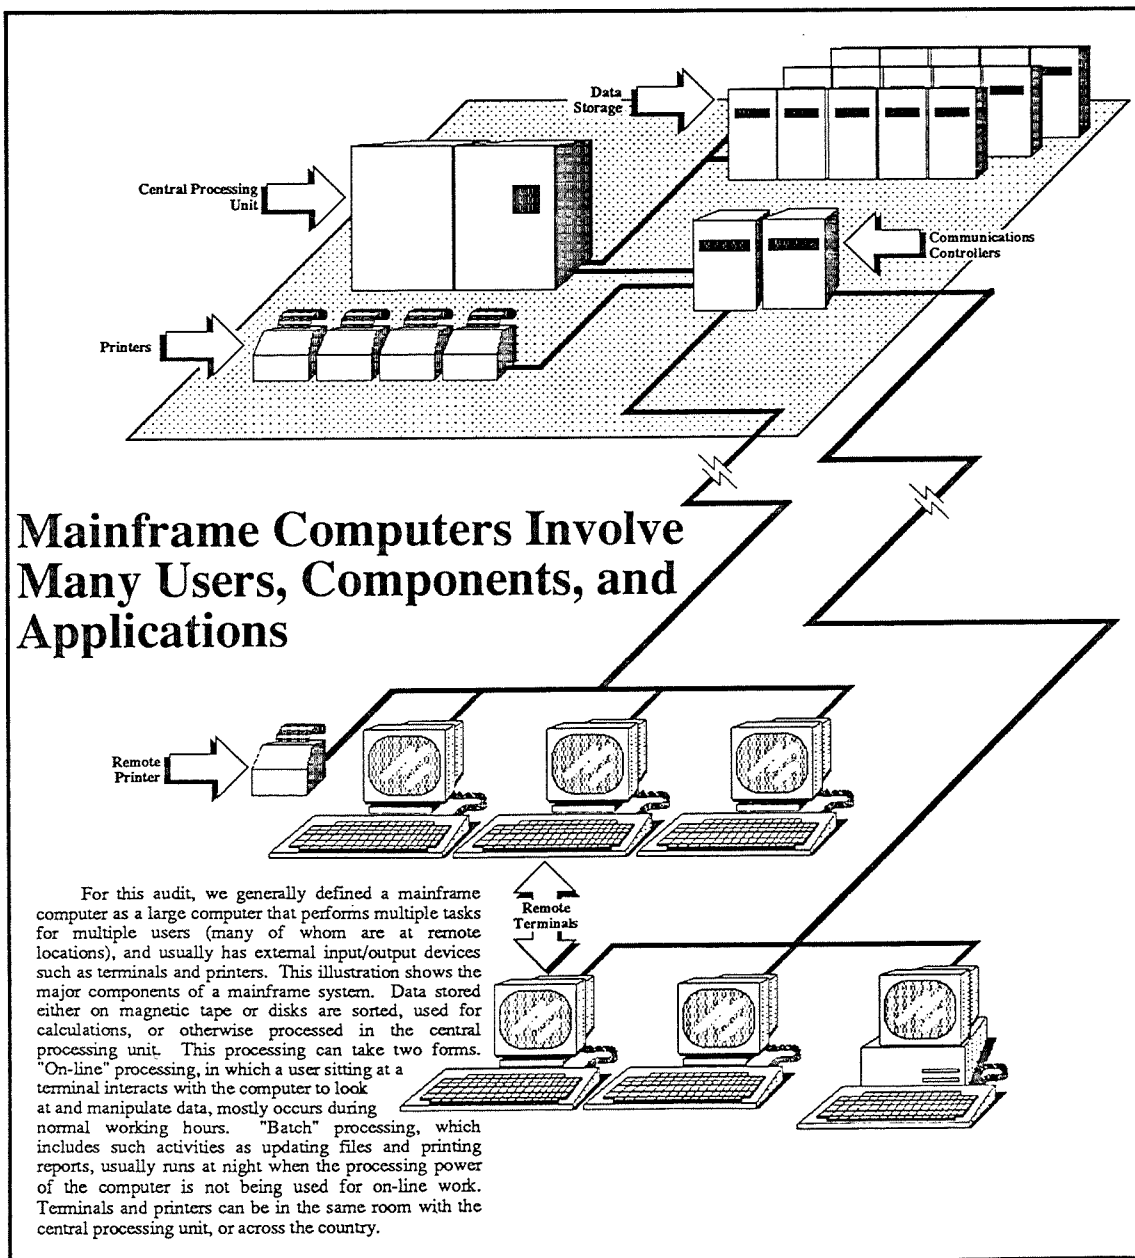 Data
Storage
Central Processing
Unit
Communications
Controllers
Printers
Mainframe Computers Involve
Many Users, Components, and
Applications
Remote
Printer
Remote
Terminals
For this audit, we generally defined a mainframe
computer as a large computer that performs multiple tasks
for multiple users (many of whom are at remote
locations), and usually has external input/output devices
such as terminals and printers. This illustration shows the
major components of a mainframe system. Data stored
either on magnetic tape or disks are sorted, used for
calculations, or otherwise processed in the central
processing unit. This processing can take two forms.
"On-line" processing, in which a user sitting at a
terminal interacts with the computer to look
at and manipulate data, mostly occurs during
normal working hours. "Batch" processing, which
includes such activities as updating files and printing
reports, usually runs at night when the processing power
of the computer is not being used for on-line work.
Terminals and printers can be in the same room with the
central processing unit, or across the country.